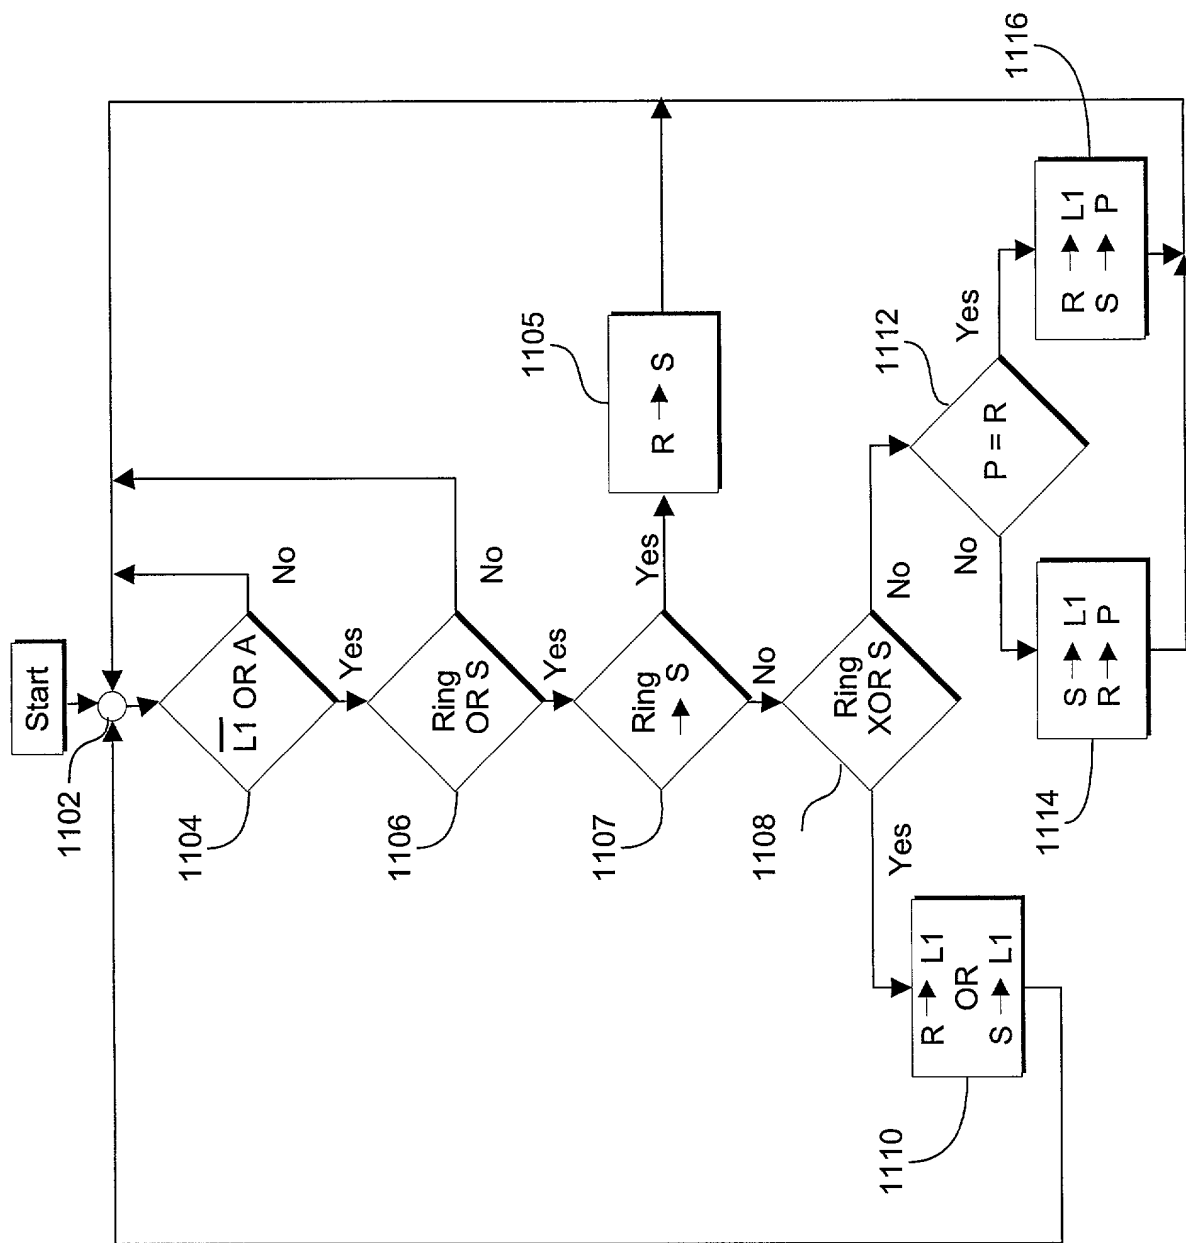 Start
1102
L1 OR A
1104
No
Yes
Ring
OR S
1106
No
Yes
Ring
→ S
1107
Yes
R → S
1105
No
Ring
XOR S
1108
Yes
R → L1
OR
S → L1
1110
No
P = R
1112
No
S → L1
R → P
1114
Yes
R → L1
S → P
1116